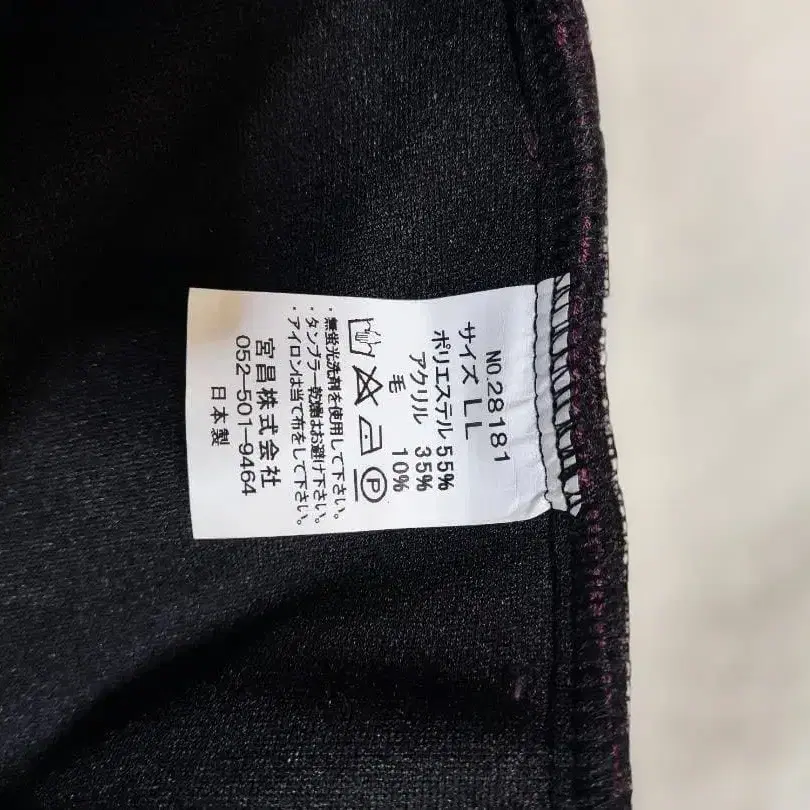 NO.28181
サイズ LL
ポリエステル 55%
アクリル 35%
毛 10%
・無蛍光洗剤を使用して下さい。
・タンブラー乾燥はお避け下さい。
・アイロンは当て布をして下さい。
宮昌株式会社
052-501-9464
日本製